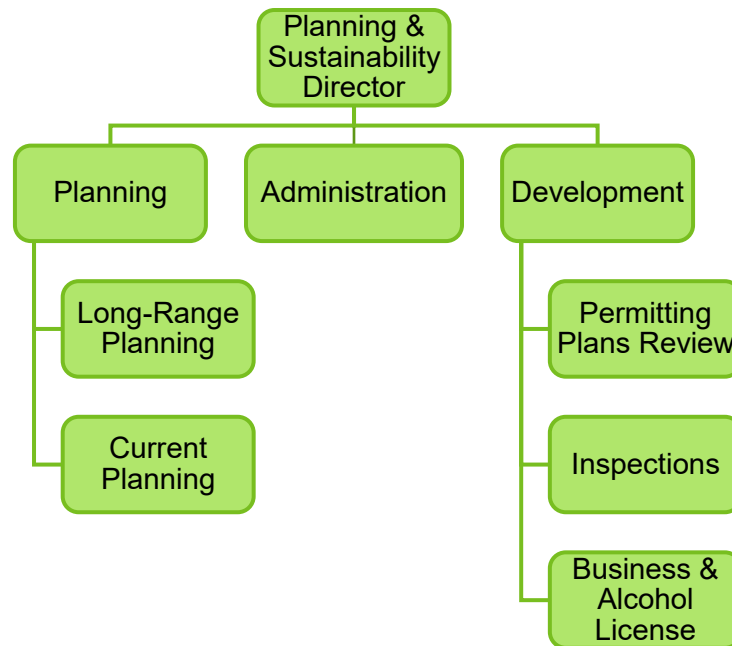 Planning &
Sustainability
Director
Planning
Administration
Development
Long-Range
Planning
Current
Planning
Permitting
Plans Review
Inspections
Business &
Alcohol
License